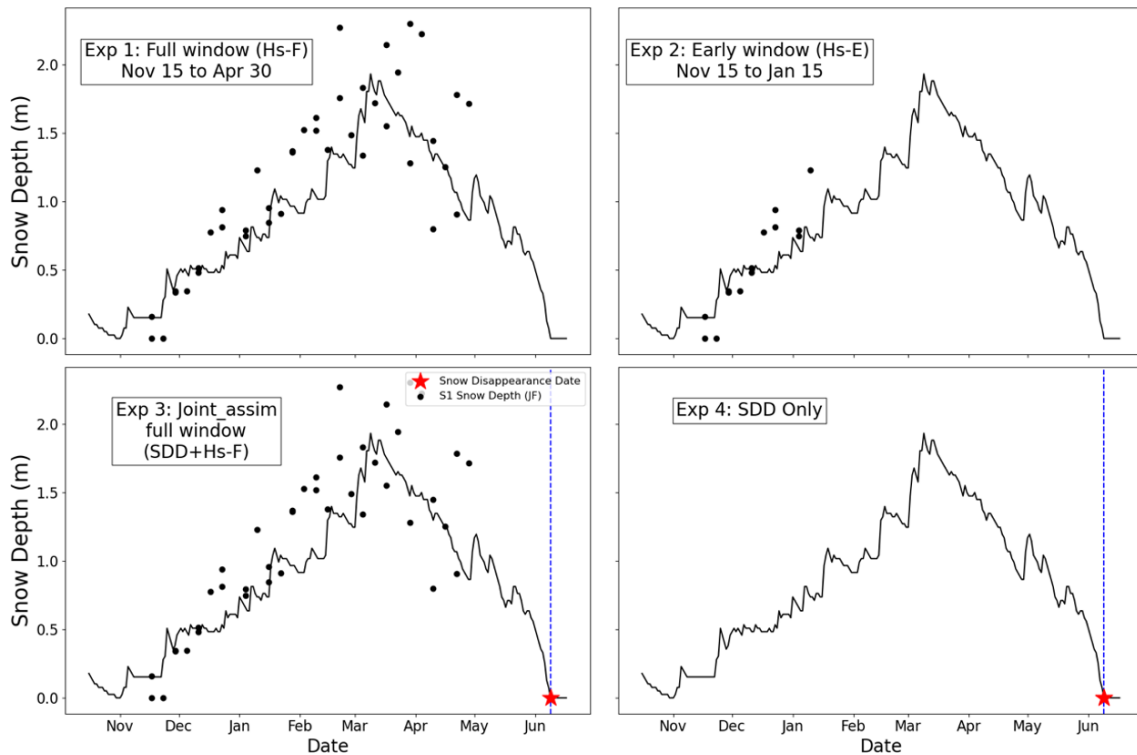 Exp 1: Full window (Hs-F)
Nov 15 to Apr 30
Snow Depth (m)
2.0
1.5
1.0
0.5
0.0
Exp 2: Early window (Hs-E)
Nov 15 to Jan 15
Exp 3: Joint_assim
full window
(SDD+Hs-F)
Snow Disappearance Date
S1 Snow Depth (JF)
Snow Depth (m)
2.0
1.5
1.0
0.5
0.0
Nov Dec Jan Feb Mar Apr May Jun
Date
Exp 4: SDD Only
Nov Dec Jan Feb Mar Apr May Jun
Date